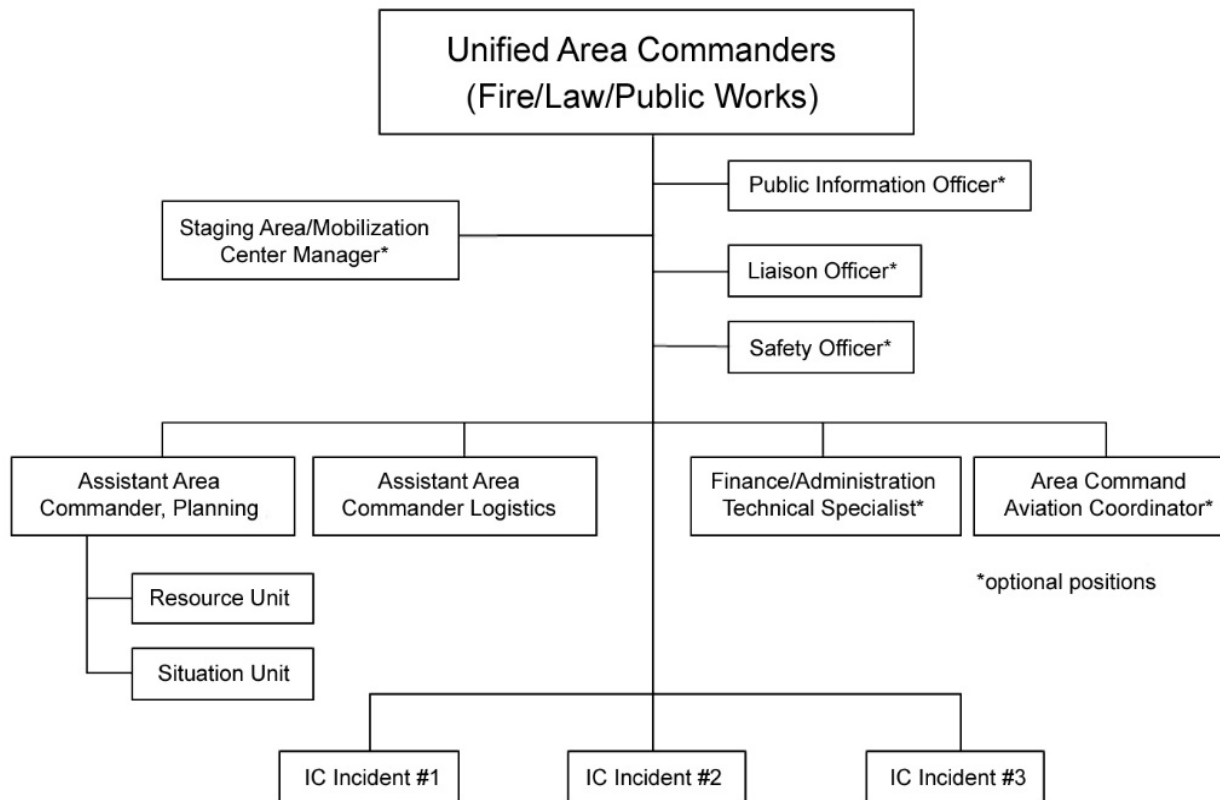 Unified Area Commanders
(Fire/Law/Public Works)
Public Information Officer*
Staging Area/Mobilization
Center Manager*
Liaison Officer*
Safety Officer*
Assistant Area
Commander, Planning
Assistant Area
Commander Logistics
Finance/Administration
Technical Specialist*
Area Command
Aviation Coordinator*
*optional positions
Resource Unit
Situation Unit
IC Incident #1
IC Incident #2
IC Incident #3